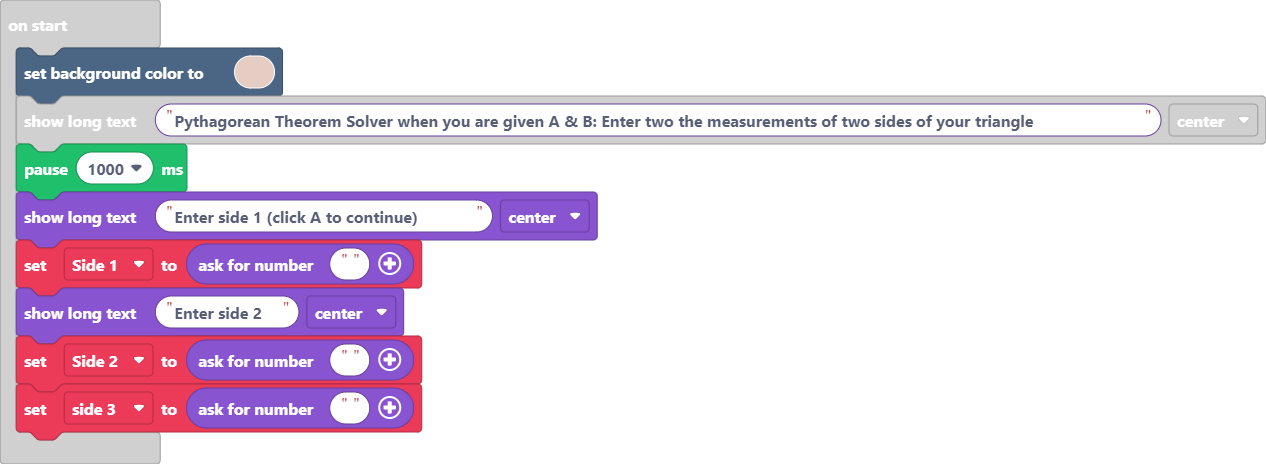 on start
set background color to
show long text "Pythagorean Theorem Solver when you are given A & B: Enter two the measurements of two sides of your triangle " center
pause 1000 ms
show long text "Enter side 1 (click A to continue) " center
set Side 1 to ask for number " "
show long text "Enter side 2 " center
set Side 2 to ask for number " "
set side 3 to ask for number " "